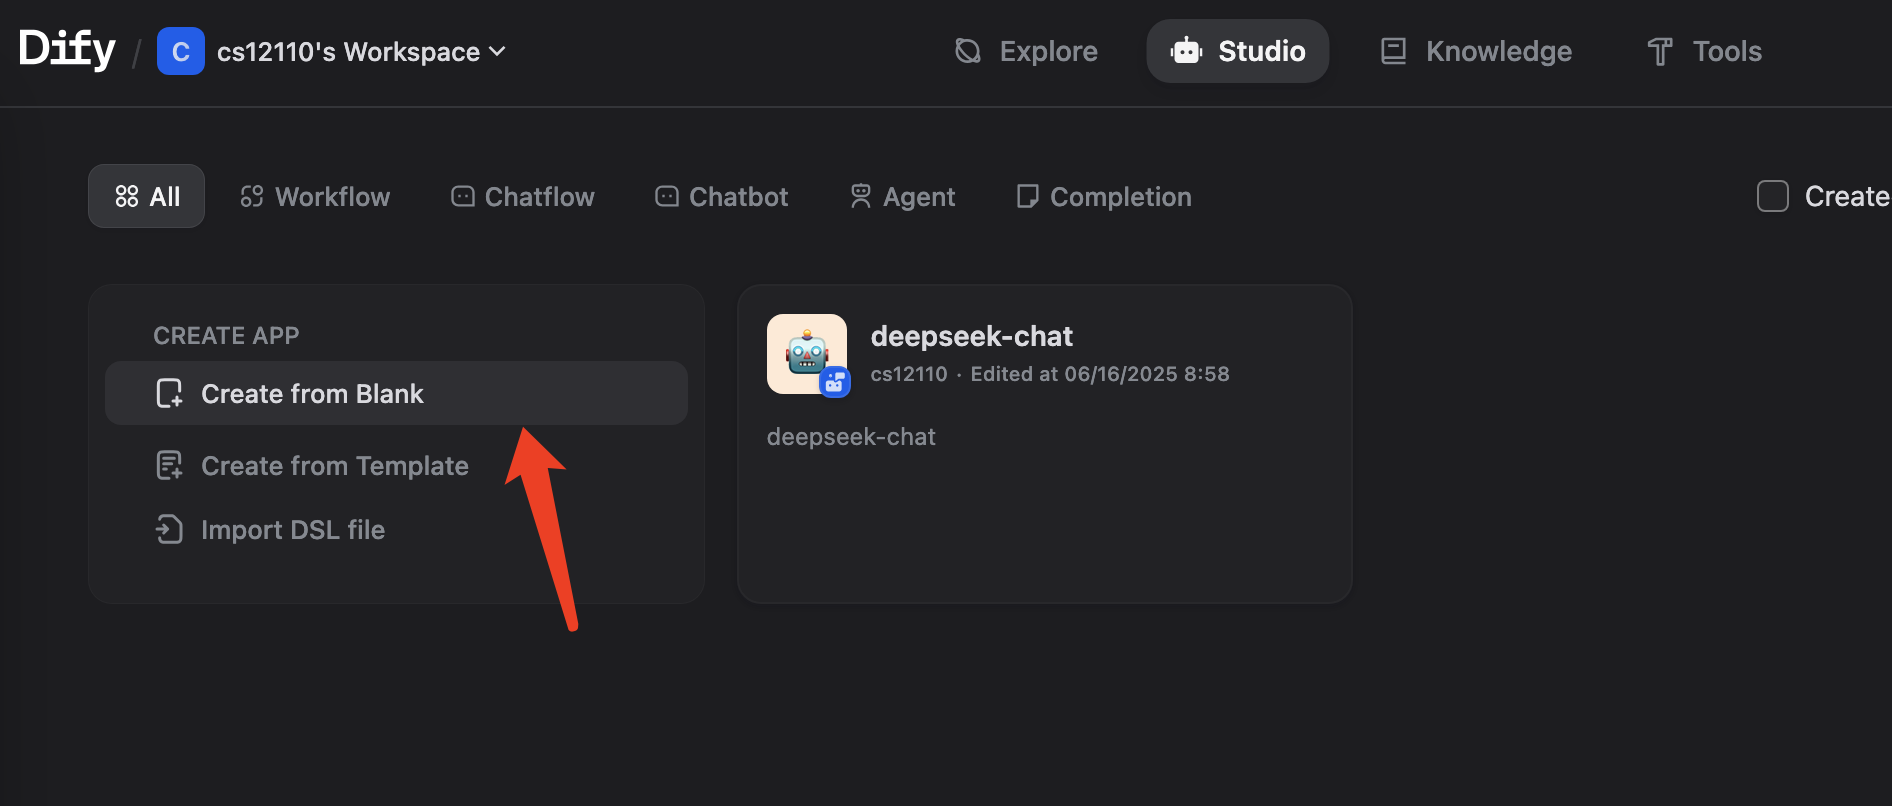 Dify / C cs12110's Workspace Explore Studio Knowledge Tools
All Workflow Chatflow Chatbot Agent Completion Create
CREATE APP
Create from Blank
Create from Template
Import DSL file
deepseek-chat
cs12110 · Edited at 06/16/2025 8:58
deepseek-chat